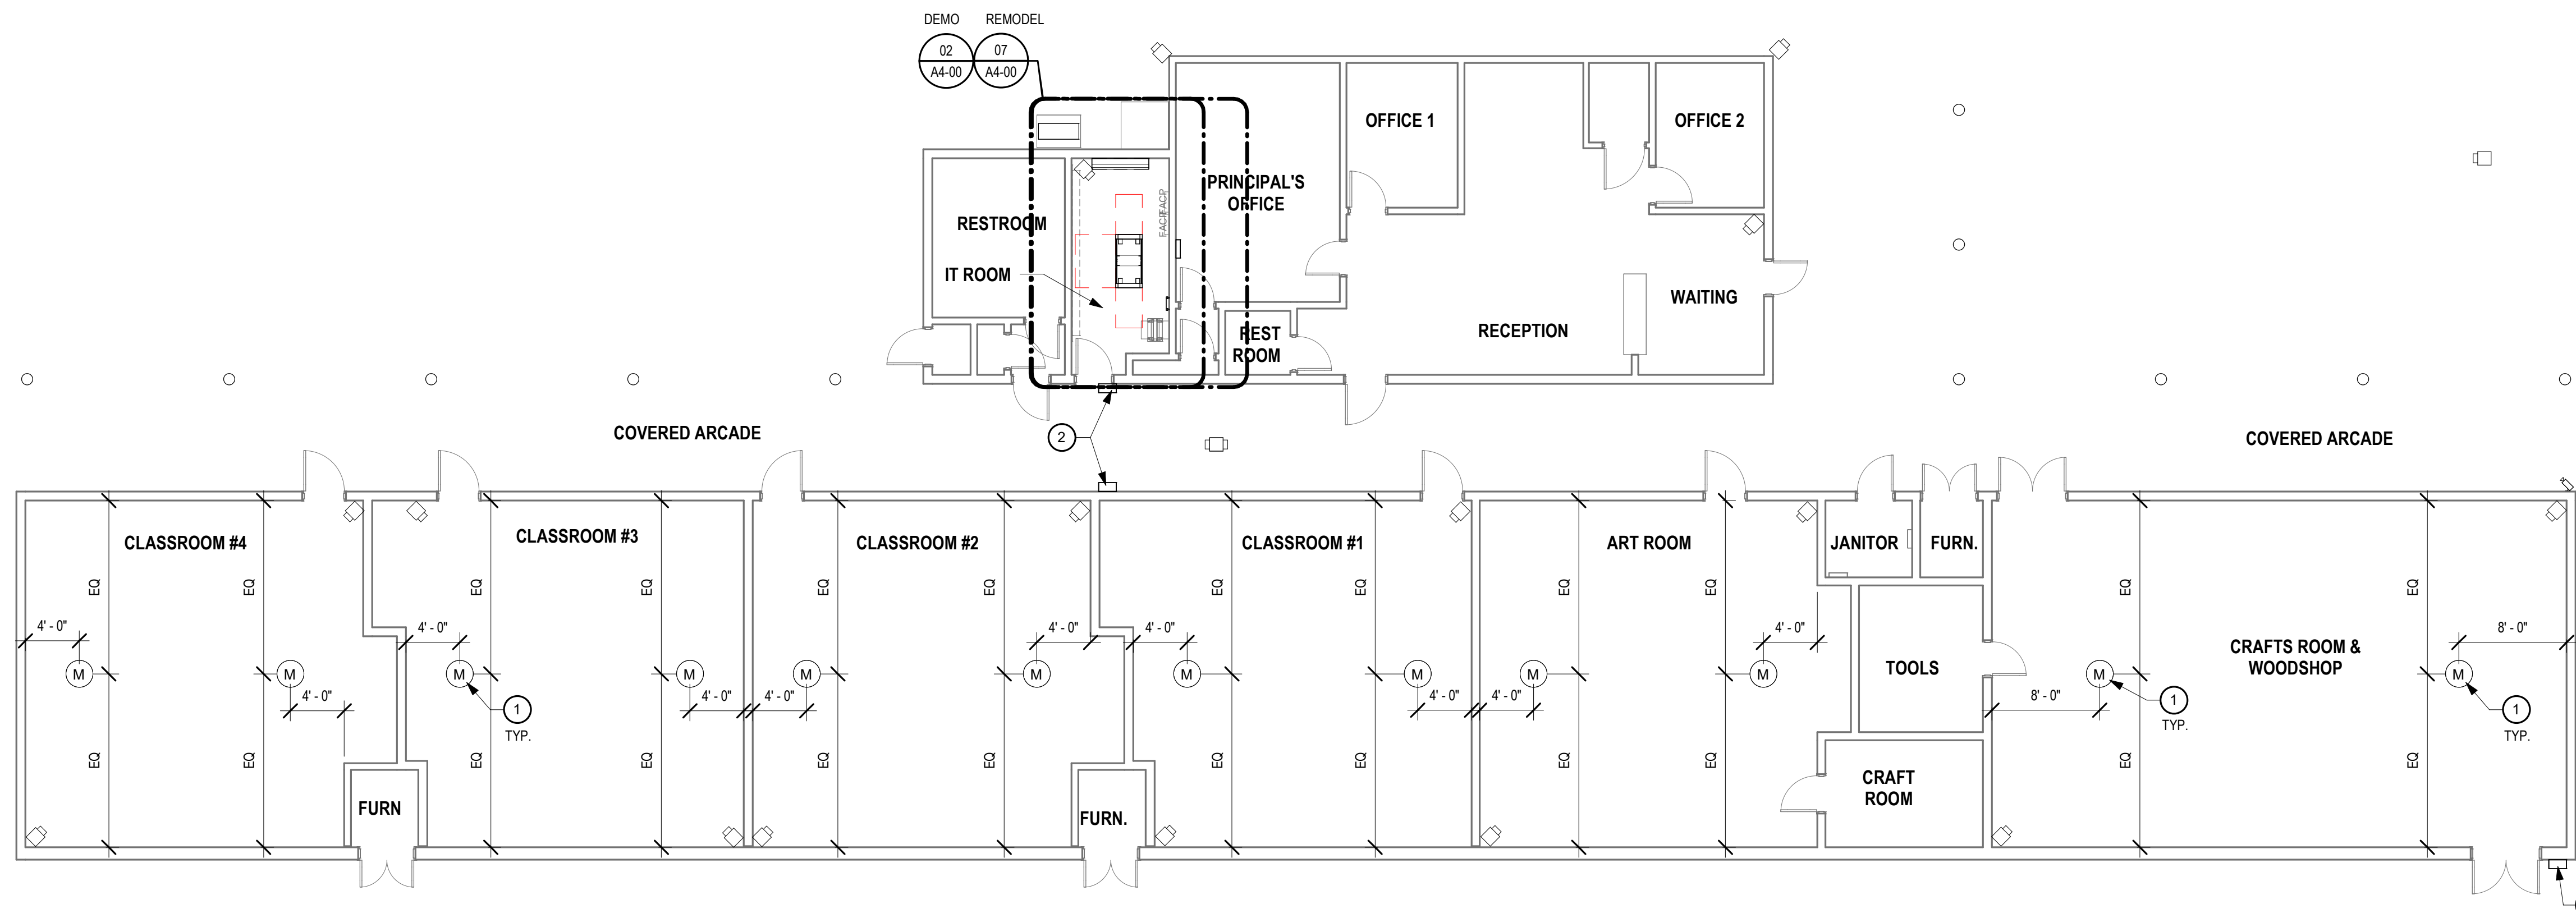 DEMO REMODEL
02 07
A4-00 A4-00
OFFICE 1
OFFICE 2
PRINCIPAL'S
OFFICE
RESTROOM
FACP
FACP
IT ROOM
WAITING
RECEPTION
REST
ROOM
COVERED ARCADE
2
COVERED ARCADE
CLASSROOM #4
CLASSROOM #3
CLASSROOM #2
CLASSROOM #1
ART ROOM
JANITOR
FURN.
EQ EQ EQ EQ EQ EQ EQ EQ EQ EQ EQ EQ
4' - 0" 4' - 0" 4' - 0" 4' - 0" 4' - 0" 8' - 0"
CRAFTS ROOM &
WOODSHOP
TOOLS
M M M M M M M M M M M M
4' - 0" 4' - 0" 4' - 0" 4' - 0" 4' - 0" 8' - 0"
1
TYP.
1
TYP.
1
TYP.
EQ EQ EQ EQ EQ EQ EQ EQ EQ EQ EQ EQ
CRAFT
ROOM
FURN
FURN.